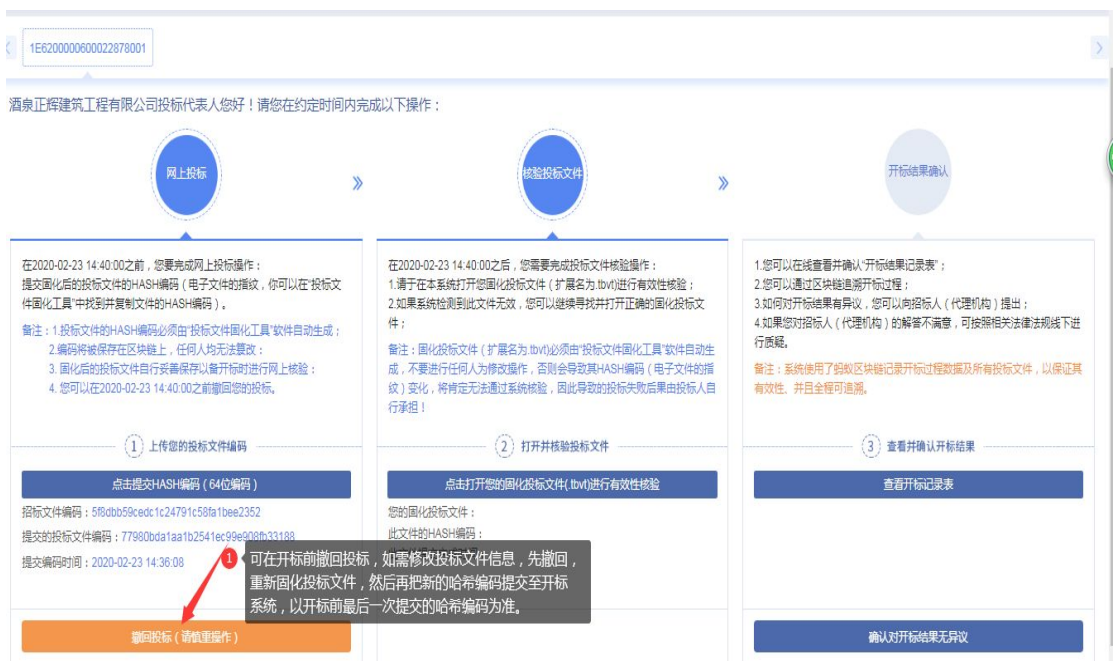 1E6200000600022878001
酒泉正辉建筑工程有限公司投标代表人您好！请您在约定时间内完成以下操作：
网上投标
核验投标文件
开标结果确认
在2020-02-23 14:40:00之前，您要完成网上投标操作：
提交固化后的投标文件的HASH编码（电子文件的指纹，你可以在“投标文
件固化工具”中找到并复制文件的HASH编码）。
备注：1.投标文件的HASH编码必须由“投标文件固化工具”软件自动生成；
2.编码将被保存在区块链上，任何人均无法篡改；
3. 固化后的投标文件自行妥善保存以备开标时进行网上核验；
4. 您可以在2020-02-23 14:40:00之前撤回您的投标。
1 上传您的投标文件编码
点击提交HASH编码（64位编码）
招标文件编码：5f8dbb59cedc1c24791c58fa1bee2352
提交的投标文件编码：77980bda1aa1b2541ec99e908fb33188
提交编码时间：2020-02-23 14:36:08
撤回投标（请慎重操作）
在2020-02-23 14:40:00之后，您需要完成投标文件核验操作：
1.请于在本系统打开您固化投标文件（扩展名为.tbvt)进行有效性核验；
2.如果系统检测到此文件无效，您可以继续寻找并打开正确的固化投标文
件；
备注：固化投标文件（扩展名为.tbvt)必须由“投标文件固化工具”软件自动生
成，不要进行任何人为修改操作，否则会导致其HASH编码（电子文件的指
纹）变化，将肯定无法通过系统核验，因此导致的投标失败后果由投标人自
行承担！
2 打开并核验投标文件
点击打开您的固化投标文件(.tbvt)进行有效性核验
您的固化投标文件：
此文件的HASH编码：
1 可在开标前撤回投标，如需修改投标文件信息，先撤回，
重新固化投标文件，然后再把新的哈希编码提交至开标
系统，以开标前最后一次提交的哈希编码为准。
1.您可以在线查看并确认“开标结果记录表”；
2.您可以通过区块链追溯开标过程；
3.如何对开标结果有异议，您可以向招标人（代理机构）提出；
4.如果您对招标人（代理机构）的解答不满意，可按照相关法律法规线下进
行质疑。
备注：系统使用了蚂蚁区块链记录开标过程数据及所有投标文件，以保证其
有效性、并且全程可追溯。
3 查看并确认开标结果
查看开标记录表
确认对开标结果无异议